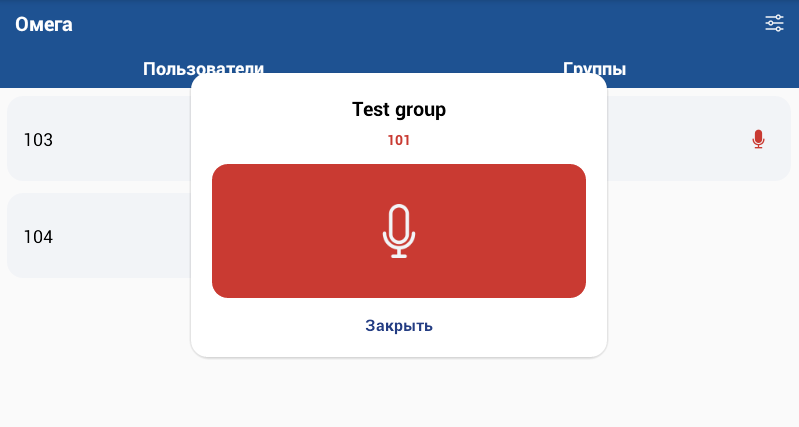 Омега
Пользователи
Группы
Test group
101
103
104
Закрыть